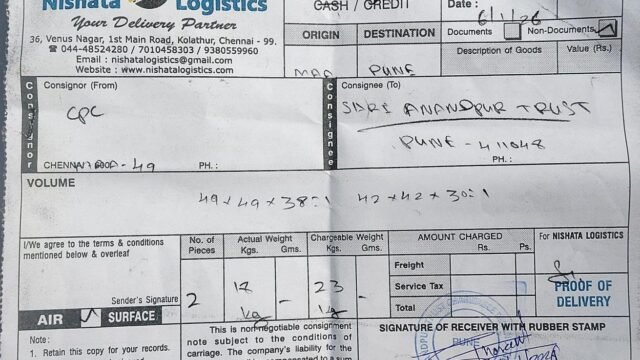 Nishata Logistics
Your Delivery Partner
36, Venus Nagar, 1st Main Road, Kolathur, Chennai - 99.
☎ 044-48524280 / 7010458303 / 9380559960
Email : nishatalogistics@gmail.com
Website : www.nishatalogistics.com
CASH / CREDIT
Date : 6/1/26
ORIGIN DESTINATION
MAA PUNE
Documents Non-Documents ✓
Description of Goods Value (Rs.)
Consignor
Consignor (From)
CPC
CHENNAI - 49 PH. :
Consignee
Consignee (To)
SHRI ANANDPUR TRUST
PUNE - 411048
PH. :
VOLUME
49 x 49 x 38 = 1 42 x 42 x 30 = 1
I/We agree to the terms & conditions
mentioned below & overleaf
Sender's Signature
No. of Pieces
2
Actual Weight
Kgs. Gms.
18 kg -
Chargeable Weight
Kgs. Gms.
23 kg -
AMOUNT CHARGED
Rs. Ps.
Freight
Service Tax
Total
For NISHATA LOGISTICS
PROOF OF
DELIVERY
AIR ✓ SURFACE
Note :
1. Retain this copy for records.
This is non-negotiable consignment
note subject to the conditions of
carriage. The company's liability for the
SIGNATURE OF RECEIVER WITH RUBBER STAMP
PUNE